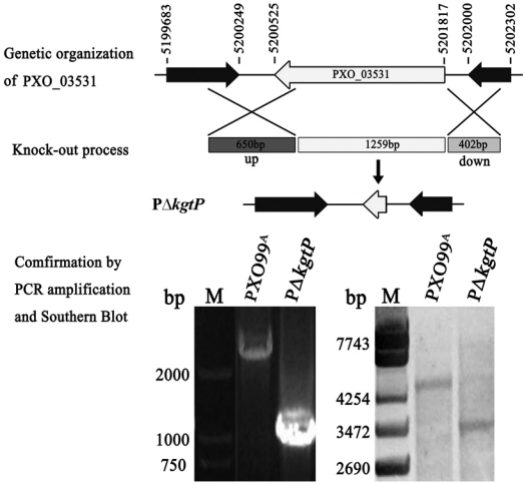 5199683
5200249
5200525
5201817
5202000
5202302
Genetic organization
of PXO_03531
PXO_03531
Knock-out process
650bp
1259bp
402bp
up
down
PΔkgtP
Comfirmation by
PCR amplification
and Southern Blot
bp
M
PXO99A
PΔkgtP
2000
1000
750
bp
M
PXO99A
PΔkgtP
7743
4254
3472
2690